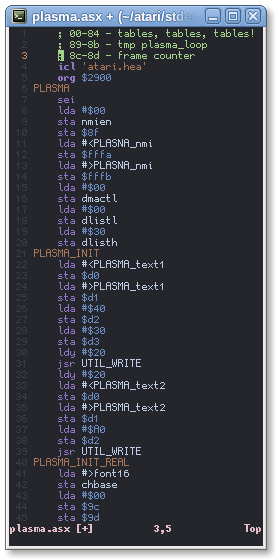 plasma.asx + (~/atari/stde
1 ; 00-84 - tables, tables, tables!
2 ; 89-8b - tmp plasma_loop
3 ; 8c-8d - frame counter
4 icl 'atari.hea'
5 org $2900
6 PLASMA
7 sei
8 lda #$00
9 sta nmien
10 sta $8f
11 lda #<PLASNA_nmi
12 sta $fffa
13 lda #>PLASNA_nmi
14 sta $fffb
15 lda #$00
16 sta dmactl
17 lda #$00
18 sta dlistl
19 lda #$30
20 sta dlisth
21 PLASMA_INIT
22 lda #<PLASMA_text1
23 sta $d0
24 lda #>PLASMA_text1
25 sta $d1
26 lda #$40
27 sta $d2
28 lda #$30
29 sta $d3
30 ldy #$20
31 jsr UTIL_WRITE
32 ldy #$20
33 lda #<PLASMA_text2
34 sta $d0
35 lda #>PLASMA_text2
36 sta $d1
37 lda #$A0
38 sta $d2
39 jsr UTIL_WRITE
40 PLASMA_INIT_REAL
41 lda #>font16
42 sta chbase
43 lda #$00
44 sta $9c
45 sta $9d
plasma.asx [+] 3,5 Top